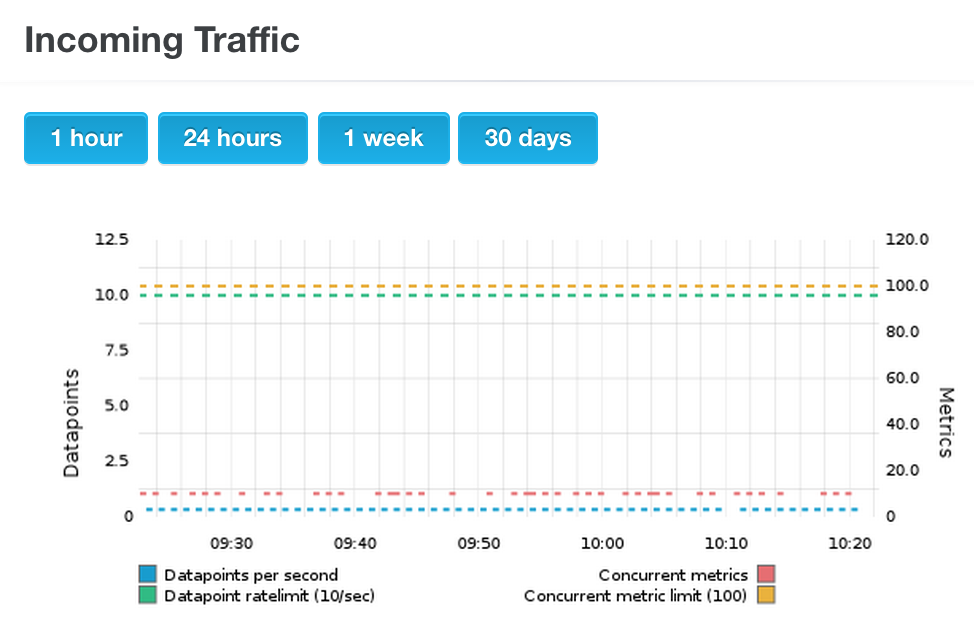 Incoming Traffic
1 hour 24 hours 1 week 30 days
12.5 120.0
10.0 100.0
80.0
7.5
60.0
5.0
40.0
2.5
20.0
0 0
Datapoints
Metrics
09:30 09:40 09:50 10:00 10:10 10:20
Datapoints per second Concurrent metrics
Datapoint ratelimit (10/sec) Concurrent metric limit (100)